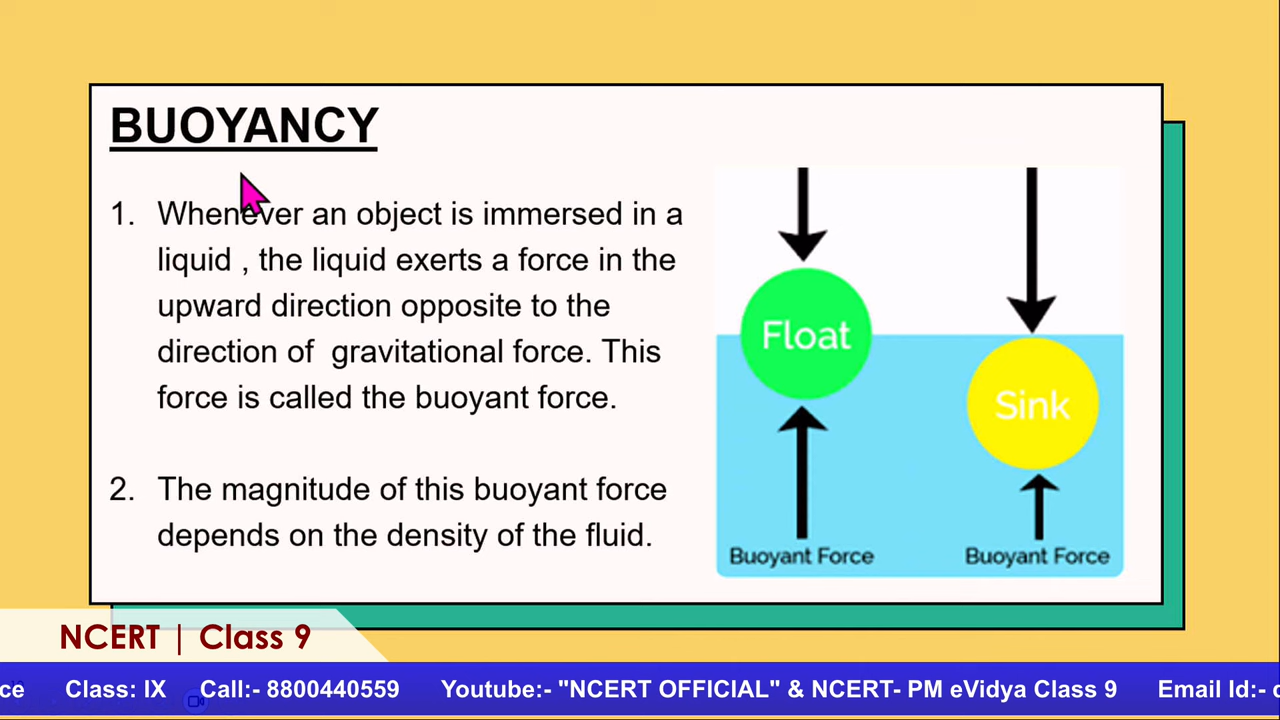 BUOYANCY
1. Whenever an object is immersed in a
liquid , the liquid exerts a force in the
upward direction opposite to the
direction of gravitational force. This
force is called the buoyant force.
2. The magnitude of this buoyant force
depends on the density of the fluid.
Float
Sink
Buoyant Force
Buoyant Force
NCERT | Class 9
ce Class: IX Call:- 8800440559 Youtube:- "NCERT OFFICIAL" & NCERT- PM eVidya Class 9 Email Id:-